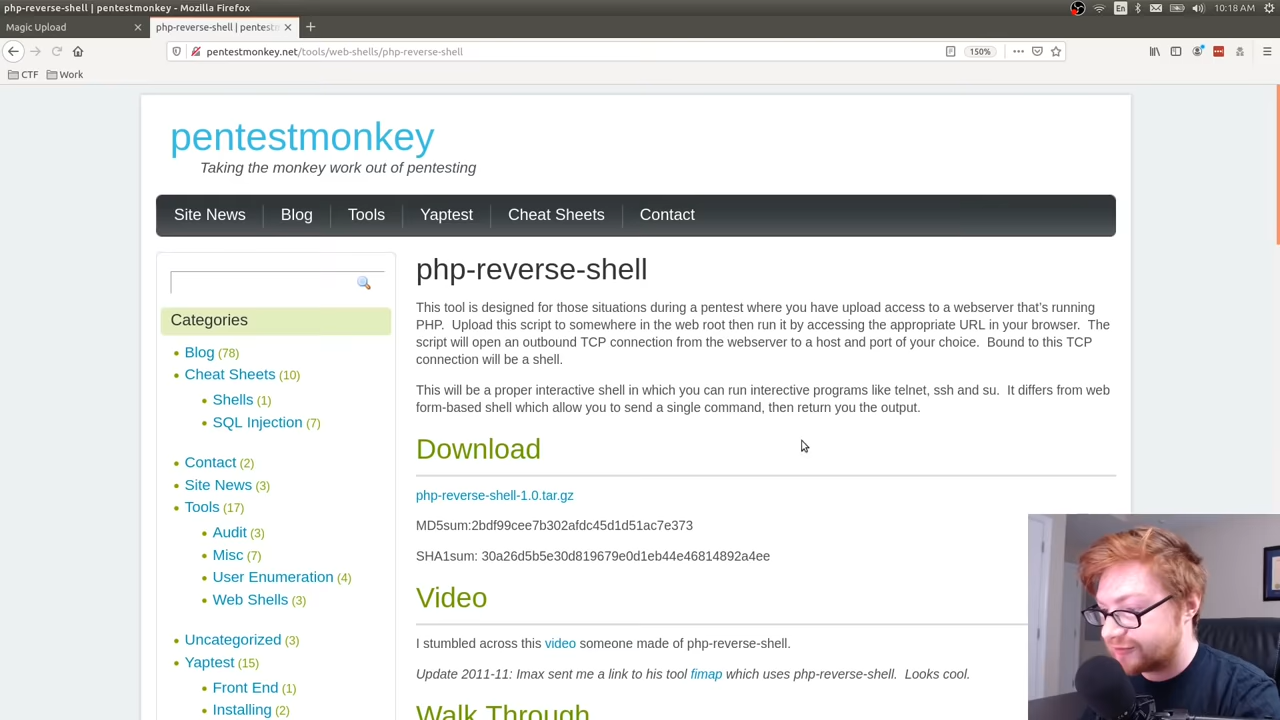 php-reverse-shell | pentestmonkey - Mozilla Firefox
En
10:18 AM
Magic Upload
php-reverse-shell | pentest
pentestmonkey.net/tools/web-shells/php-reverse-shell
150%
CTF
Work
pentestmonkey
Taking the monkey work out of pentesting
Site News
Blog
Tools
Yaptest
Cheat Sheets
Contact
Categories
Blog (78)
Cheat Sheets (10)
Shells (1)
SQL Injection (7)
Contact (2)
Site News (3)
Tools (17)
Audit (3)
Misc (7)
User Enumeration (4)
Web Shells (3)
Uncategorized (3)
Yaptest (15)
Front End (1)
Installing (2)
php-reverse-shell
This tool is designed for those situations during a pentest where you have upload access to a webserver that's running
PHP. Upload this script to somewhere in the web root then run it by accessing the appropriate URL in your browser. The
script will open an outbound TCP connection from the webserver to a host and port of your choice. Bound to this TCP
connection will be a shell.
This will be a proper interactive shell in which you can run interective programs like telnet, ssh and su. It differs from web
form-based shell which allow you to send a single command, then return you the output.
Download
php-reverse-shell-1.0.tar.gz
MD5sum:2bdf99cee7b302afdc45d1d51ac7e373
SHA1sum: 30a26d5b5e30d819679e0d1eb44e46814892a4ee
Video
I stumbled across this video someone made of php-reverse-shell.
Update 2011-11: Imax sent me a link to his tool fimap which uses php-reverse-shell. Looks cool.
Walk Through